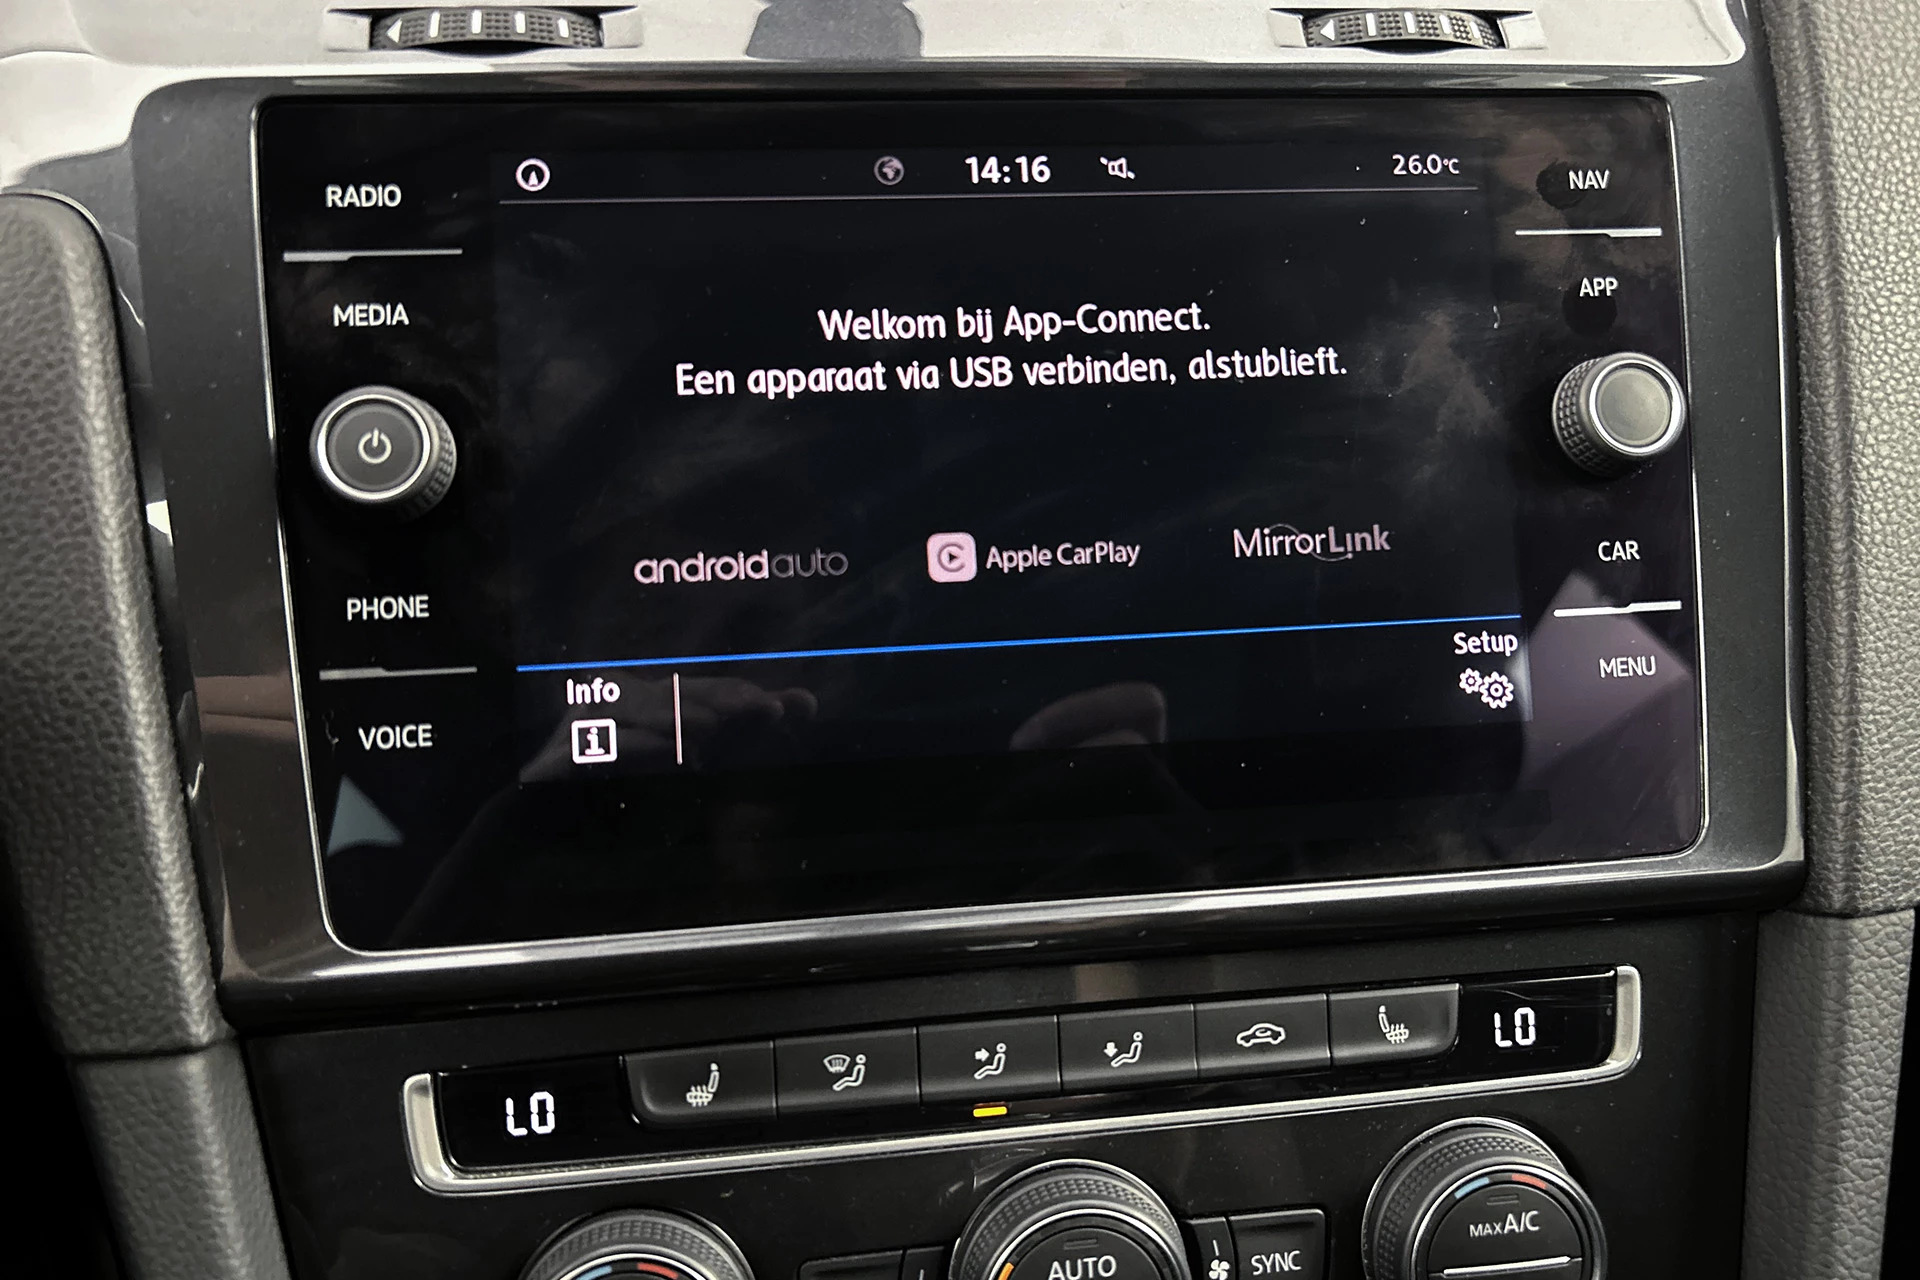 14:16
26.0°C
RADIO
MEDIA
PHONE
VOICE
NAV
APP
CAR
MENU
Welkom bij App-Connect.
Een apparaat via USB verbinden, alstublieft.
androidauto
Apple CarPlay
MirrorLink
Info
i
Setup
LO
LO
AUTO
SYNC
MAX A/C